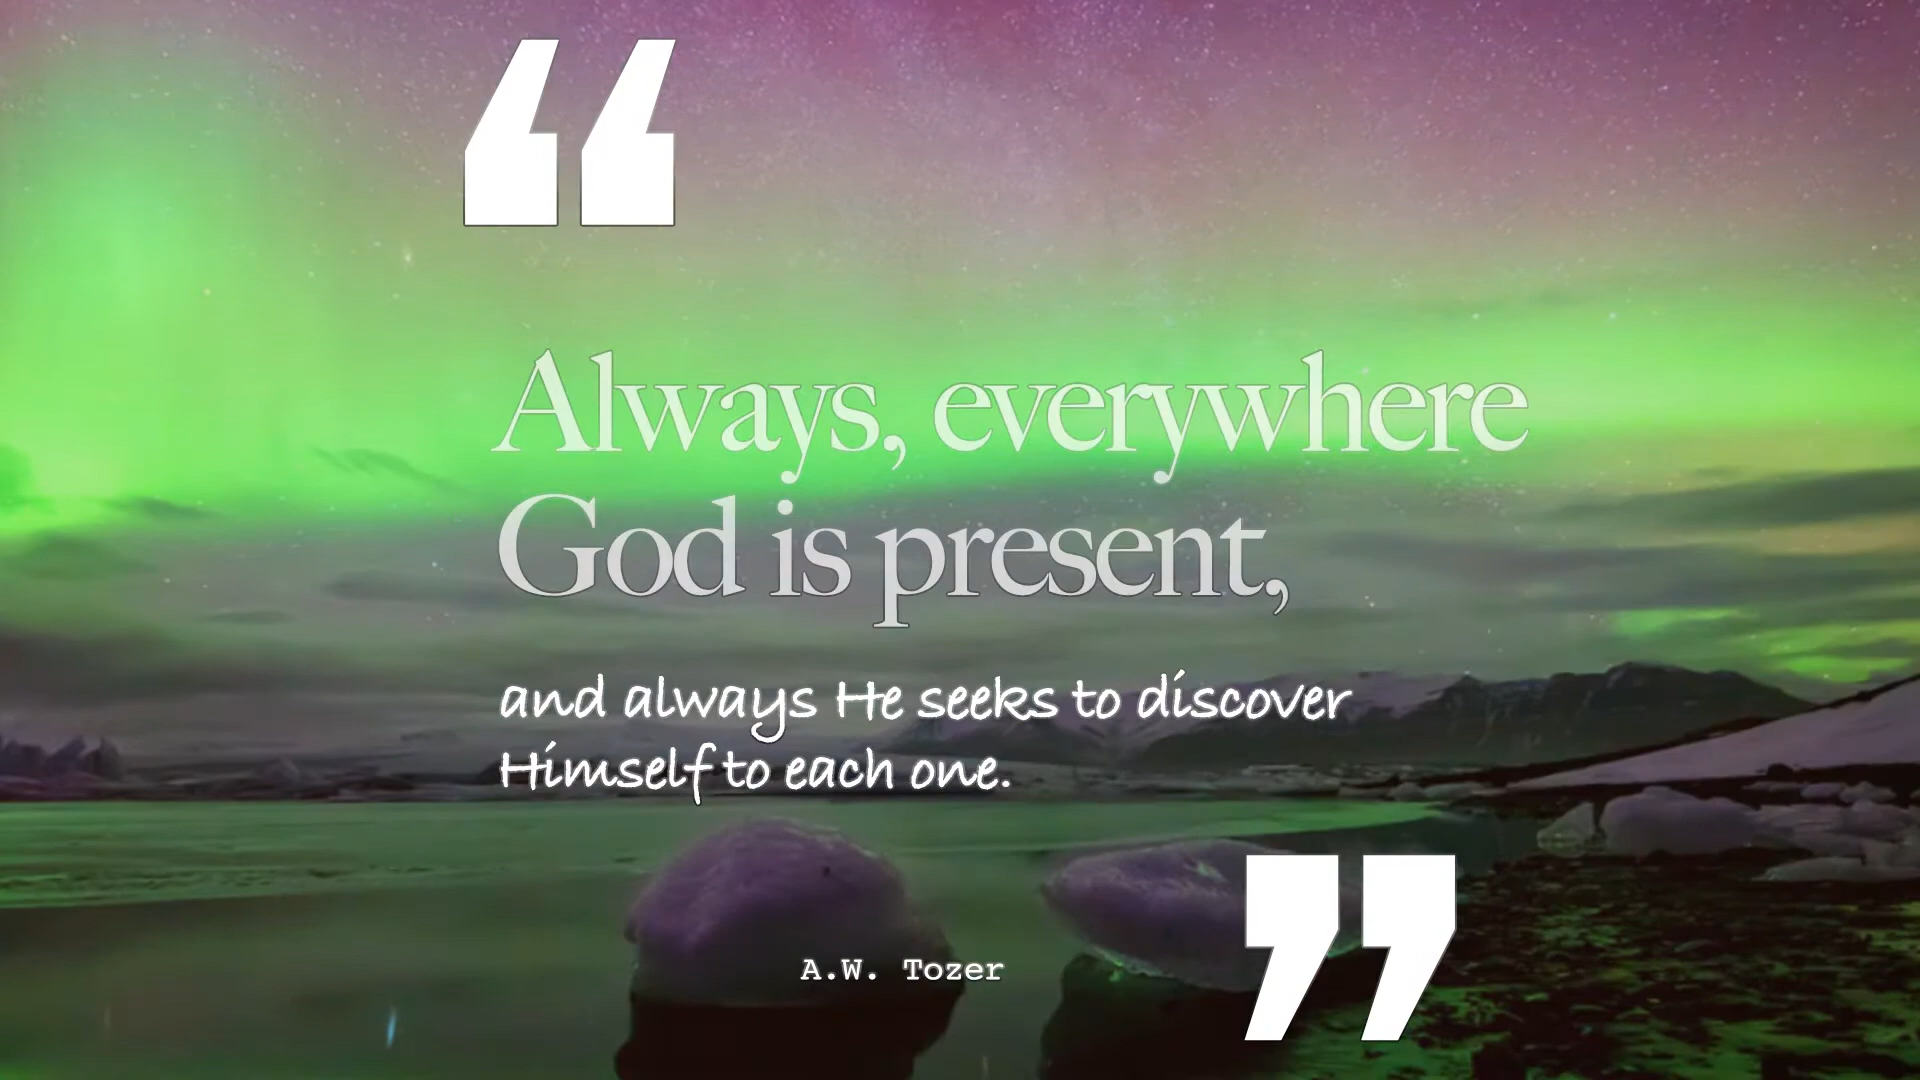 “
Always, everywhere
God is present,
and always He seeks to discover
Himself to each one.
”
A.W. Tozer